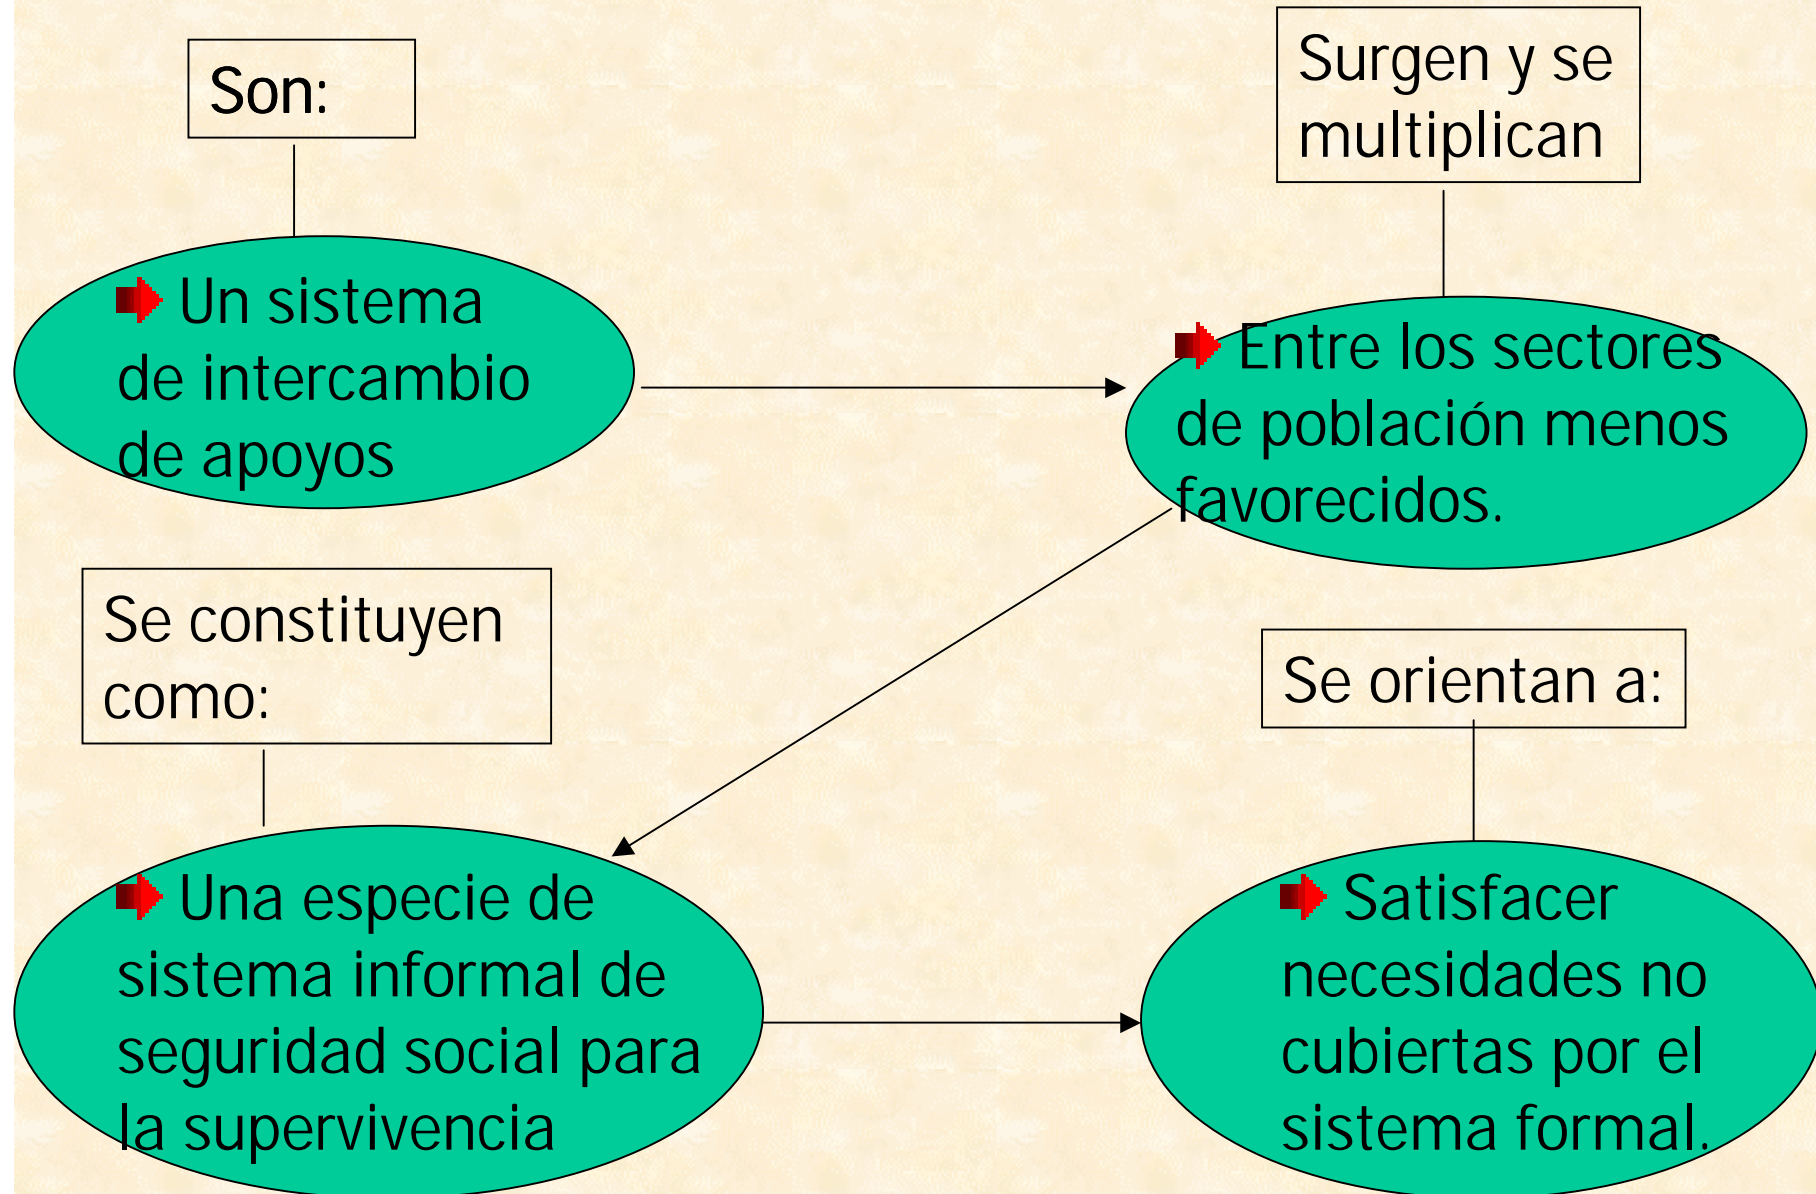 Son:
Un sistema
de intercambio
de apoyos
Surgen y se
multiplican
Entre los sectores
de población menos
favorecidos.
Se constituyen
como:
Una especie de
sistema informal de
seguridad social para
la supervivencia
Se orientan a:
Satisfacer
necesidades no
cubiertas por el
sistema formal.